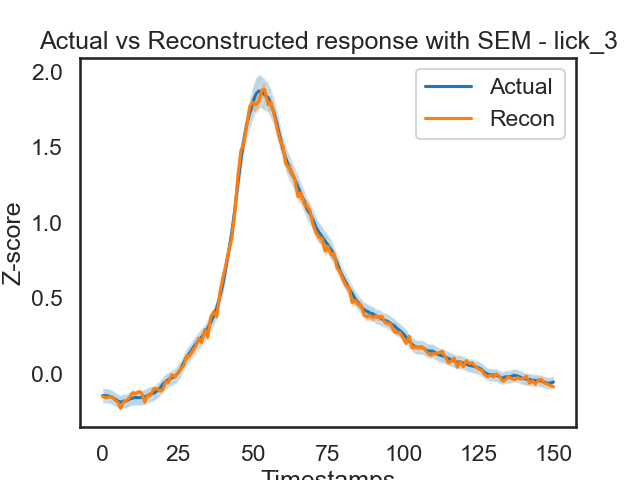 Actual vs Reconstructed response with SEM - lick_3
Actual
Recon
Z-score
2.0
1.5
1.0
0.5
0.0
0 25 50 75 100 125 150
Timestamps